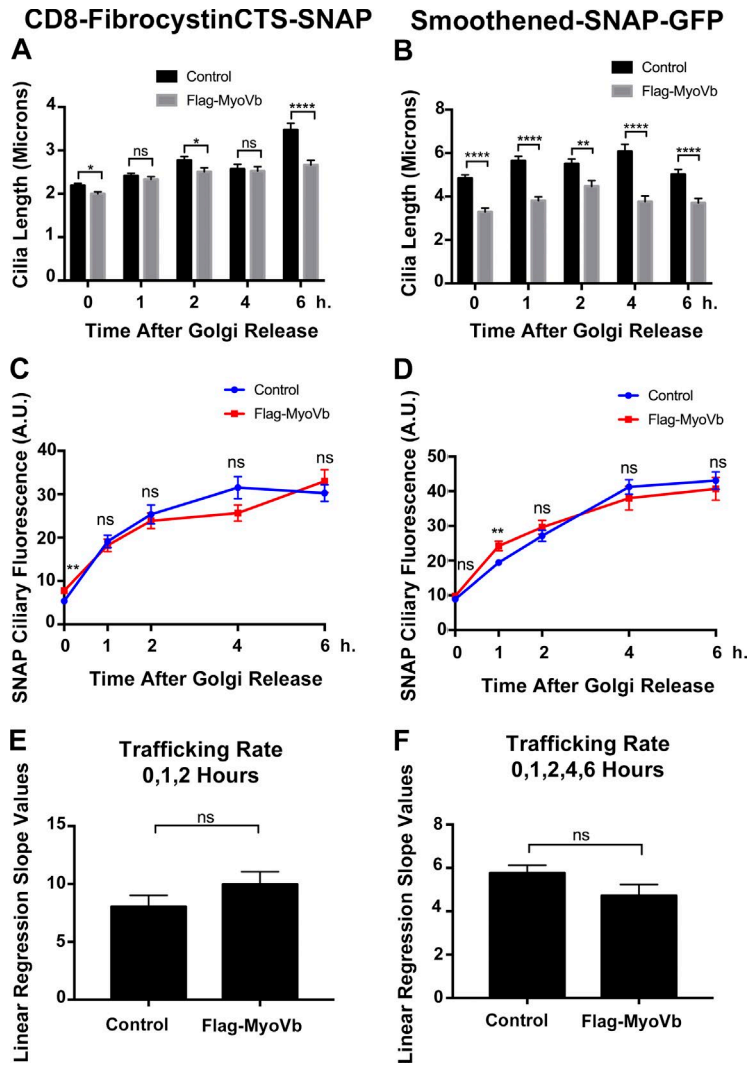 CD8-FibrocystinCTS-SNAP
Smoothened-SNAP-GFP
A
Control
Flag-MyoVb
Cilia Length (Microns)
4
3
2
1
0
*
ns
*
ns
****
0 1 2 4 6 h.
Time After Golgi Release
B
Control
Flag-MyoVb
Cilia Length (Microns)
8
6
4
2
0
****
****
**
****
****
0 1 2 4 6 h.
Time After Golgi Release
C
Control
Flag-MyoVb
SNAP Ciliary Fluorescence (A.U.)
40
30
20
10
0
**
ns
ns
ns
ns
0 1 2 4 6 h.
Time After Golgi Release
D
Control
Flag-MyoVb
SNAP Ciliary Fluorescence (A.U.)
50
40
30
20
10
0
ns
**
ns
ns
ns
0 1 2 4 6 h.
Time After Golgi Release
E
Trafficking Rate
0,1,2 Hours
Linear Regression Slope Values
15
10
5
0
ns
Control Flag-MyoVb
F
Trafficking Rate
0,1,2,4,6 Hours
Linear Regression Slope Values
8
6
4
2
0
ns
Control Flag-MyoVb